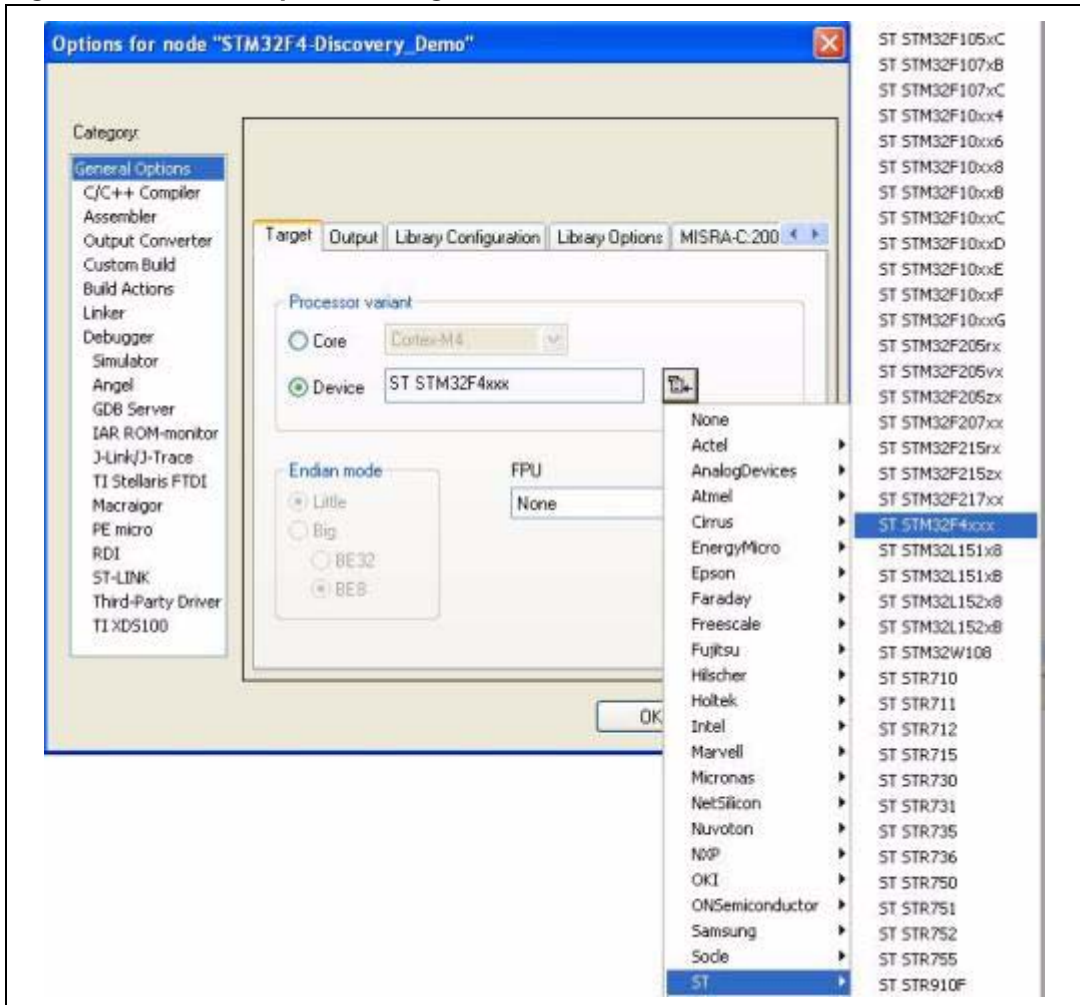 Options for node "STM32F4-Discovery_Demo"
Category:
General Options
C/C++ Compiler
Assembler
Output Converter
Custom Build
Build Actions
Linker
Debugger
Simulator
Angel
GDB Server
IAR ROM-monitor
J-Link/J-Trace
TI Stellaris FTDI
Macraigor
PE micro
RDI
ST-LINK
Third-Party Driver
TI XDS100
Target Output Library Configuration Library Options MISRA-C:200
Processor variant
Core Cortex-M4
Device ST STM32F4xxx
Endian mode
Little
Big
BE32
BE8
FPU
None
OK
None
Actel
AnalogDevices
Atmel
Cirrus
EnergyMicro
Epson
Faraday
Freescale
Fujitsu
Hilscher
Holtek
Intel
Marvell
Micronas
NetSilicon
Nuvoton
NXP
OKI
ONSemiconductor
Samsung
Socle
ST
ST STM32F105xC
ST STM32F107xB
ST STM32F107xC
ST STM32F10xx4
ST STM32F10xx6
ST STM32F10xx8
ST STM32F10xxB
ST STM32F10xxC
ST STM32F10xxD
ST STM32F10xxE
ST STM32F10xxF
ST STM32F10xxG
ST STM32F205rx
ST STM32F205vx
ST STM32F205zx
ST STM32F207xx
ST STM32F215rx
ST STM32F215zx
ST STM32F217xx
ST STM32F4xxx
ST STM32L151x8
ST STM32L151xB
ST STM32L152x8
ST STM32L152xB
ST STM32W108
ST STR710
ST STR711
ST STR712
ST STR715
ST STR730
ST STR731
ST STR735
ST STR736
ST STR750
ST STR751
ST STR752
ST STR755
ST STR910F